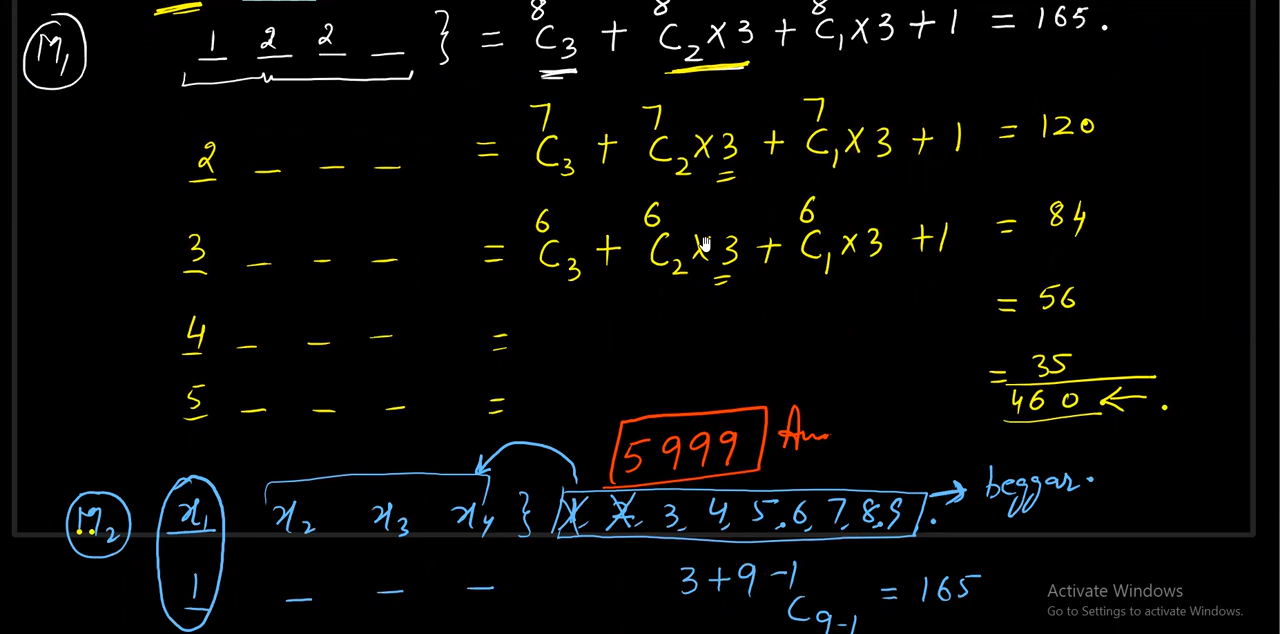 M₁ 1 2 2 _ } = ⁸C₃ + ⁸C₂×3 + ⁸C₁×3+1 = 165.
2 _ _ _ = ⁷C₃ + ⁷C₂×3 + ⁷C₁×3+1 = 120
3 _ _ _ = ⁶C₃ + ⁶C₂×3 + ⁶C₁×3+1 = 84
4 _ _ _ = = 56
5 _ _ _ = = 35
460 ← .
5999 Ans
M₂ x₁ x₂ x₃ x₄ } 1, 2, 3, 4, 5, 6, 7, 8, 9. → beggar.
1 _ _ _ 3+9-1C9-1 = 165
Activate Windows
Go to Settings to activate Windows.